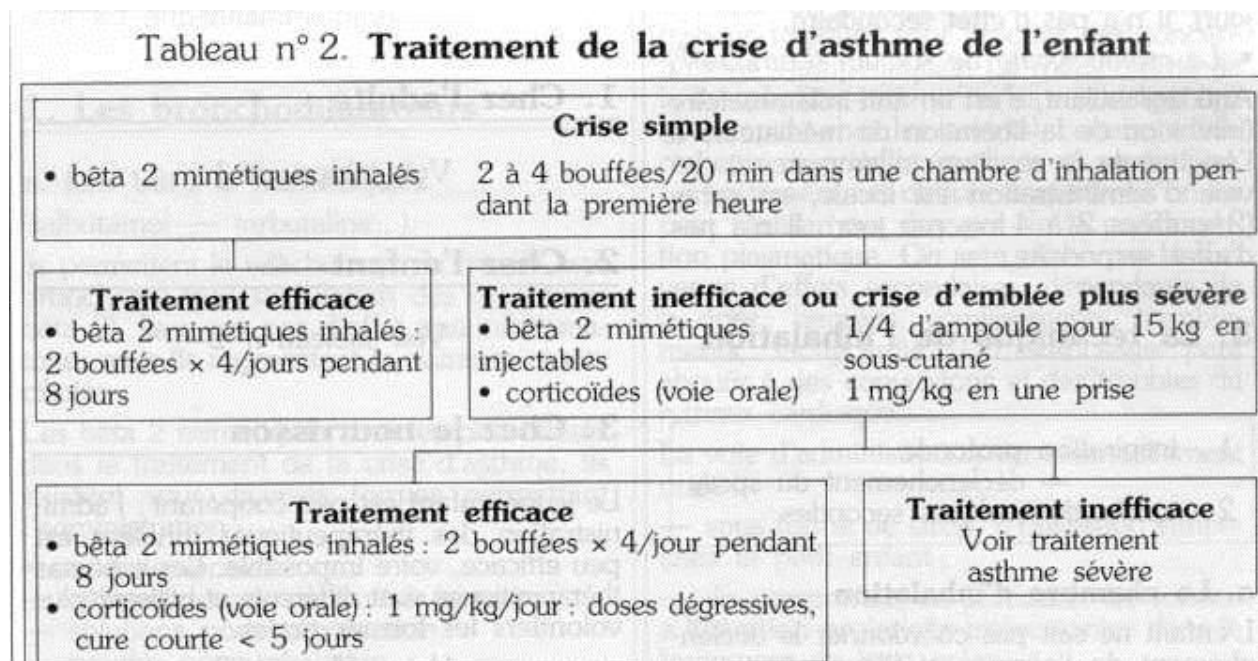 Tableau n° 2. Traitement de la crise d'asthme de l'enfant
Crise simple
• bêta 2 mimétiques inhalés 2 à 4 bouffées/20 min dans une chambre d'inhalation pen-
dant la première heure
Traitement efficace
• bêta 2 mimétiques inhalés :
2 bouffées × 4/jours pendant
8 jours
Traitement inefficace ou crise d'emblée plus sévère
• bêta 2 mimétiques 1/4 d'ampoule pour 15 kg en
injectables sous-cutané
• corticoïdes (voie orale) 1 mg/kg en une prise
Traitement efficace
• bêta 2 mimétiques inhalés : 2 bouffées × 4/jour pendant
8 jours
• corticoïdes (voie orale) : 1 mg/kg/jour : doses dégressives,
cure courte < 5 jours
Traitement inefficace
Voir traitement
asthme sévère